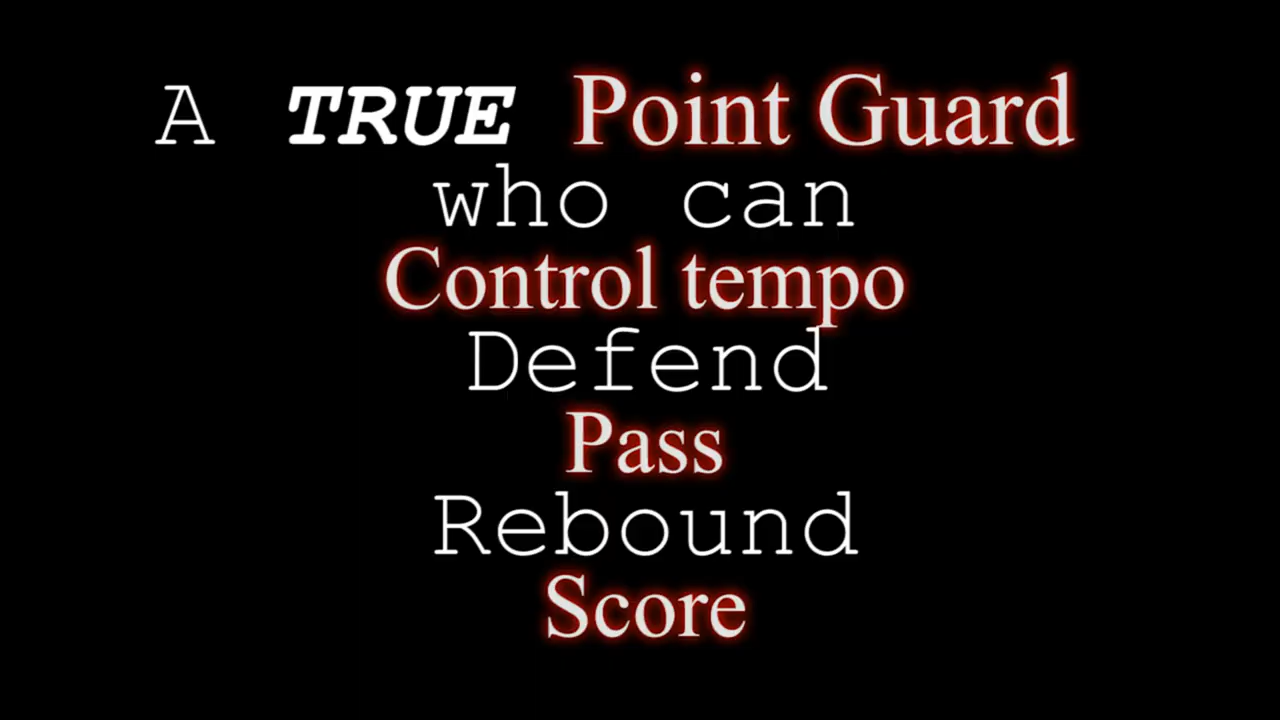 A TRUE Point Guard
who can
Control tempo
Defend
Pass
Rebound
Score